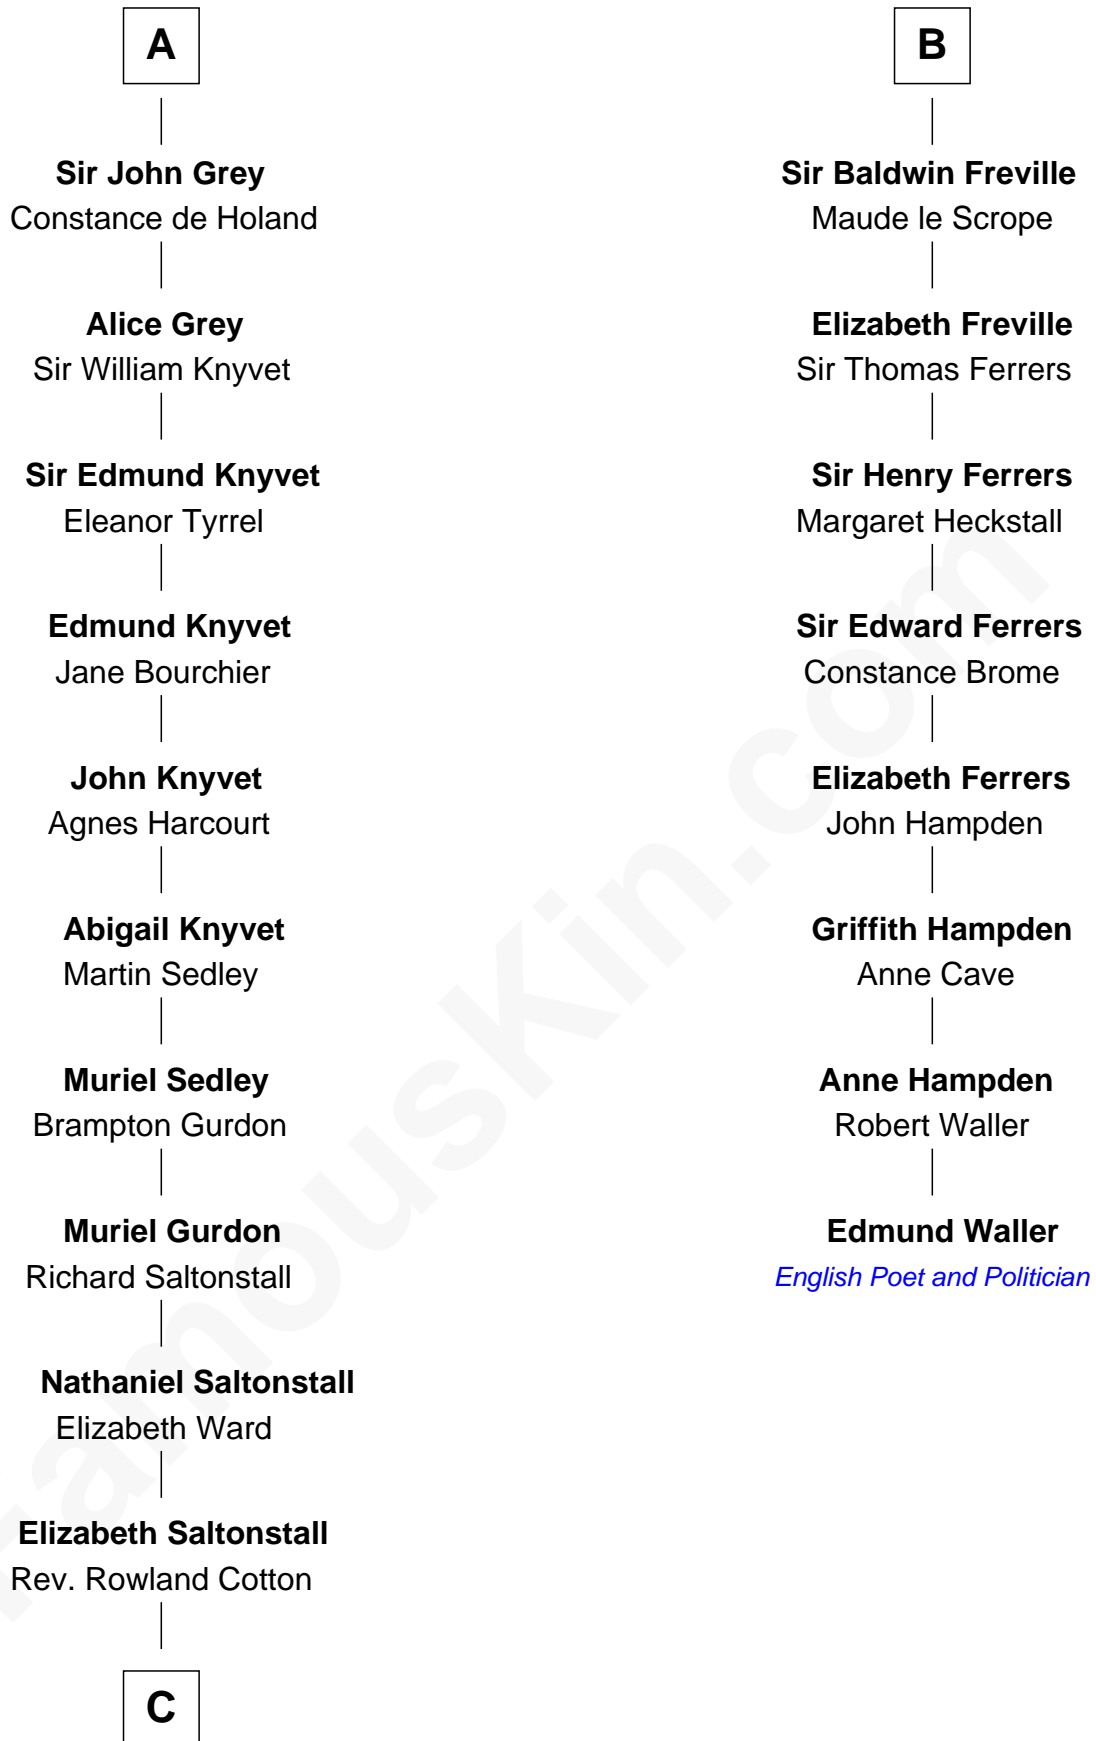 A
Sir John Grey
Constance de Holand
Alice Grey
Sir William Knyvet
Sir Edmund Knyvet
Eleanor Tyrrel
Edmund Knyvet
Jane Bourchier
John Knyvet
Agnes Harcourt
Abigail Knyvet
Martin Sedley
Muriel Sedley
Brampton Gurdon
Muriel Gurdon
Richard Saltonstall
Nathaniel Saltonstall
Elizabeth Ward
Elizabeth Saltonstall
Rev. Rowland Cotton
C
B
Sir Baldwin Freville
Maude le Scrope
Elizabeth Freville
Sir Thomas Ferrers
Sir Henry Ferrers
Margaret Heckstall
Sir Edward Ferrers
Constance Brome
Elizabeth Ferrers
John Hampden
Griffith Hampden
Anne Cave
Anne Hampden
Robert Waller
Edmund Waller
English Poet and Politician
FamousKin.com